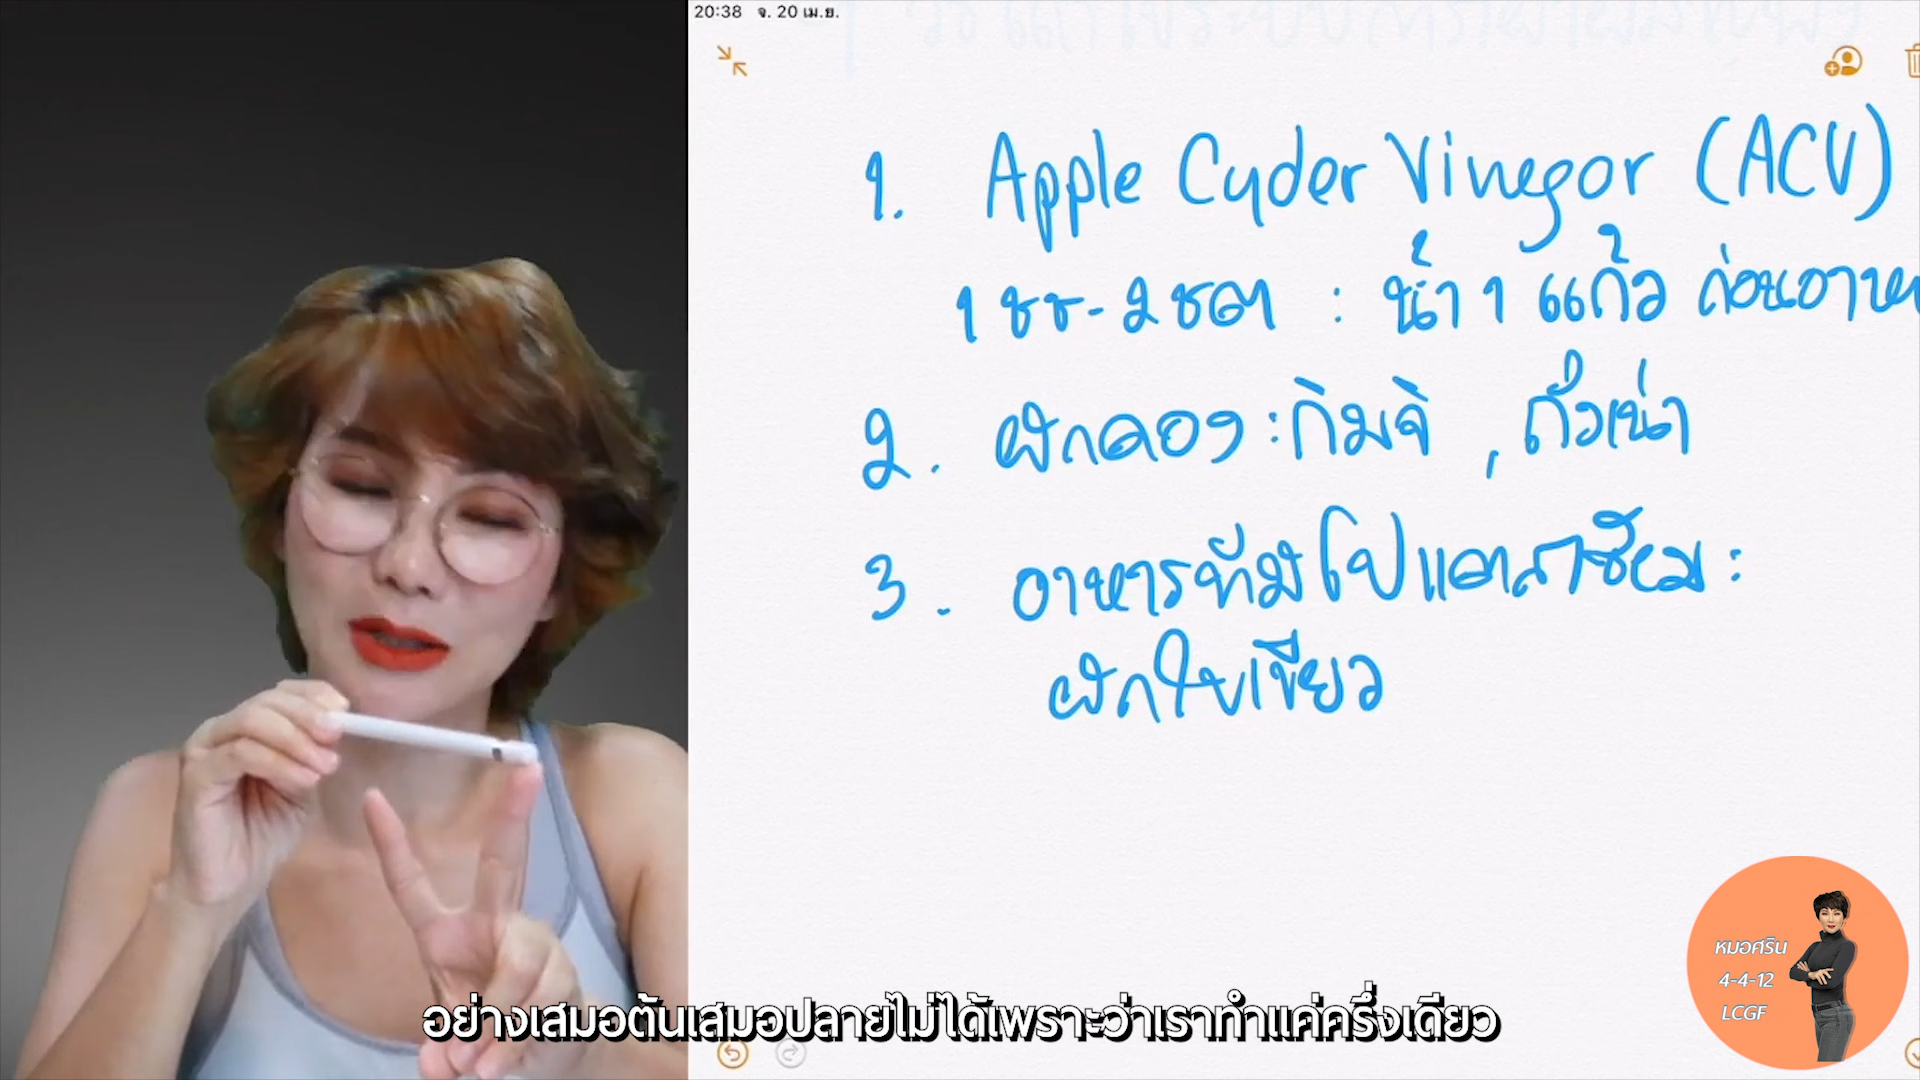 20:38 จ. 20 เม.ย.
1. Apple Cyder Vinegar (ACV)
1 ชช - 2 ชต : น้ำ 1 แก้ว ก่อนอาห
2. ผักดอง : กิมจิ , ถั่วเน่า
3. อาหารที่มีโปแตสเซียม :
ผักใบเขียว
หมอศริน
4-4-12
LCGF
อย่างเสมอต้นเสมอปลายไม่ได้เพราะว่าเราทำแค่ครึ่งเดียว